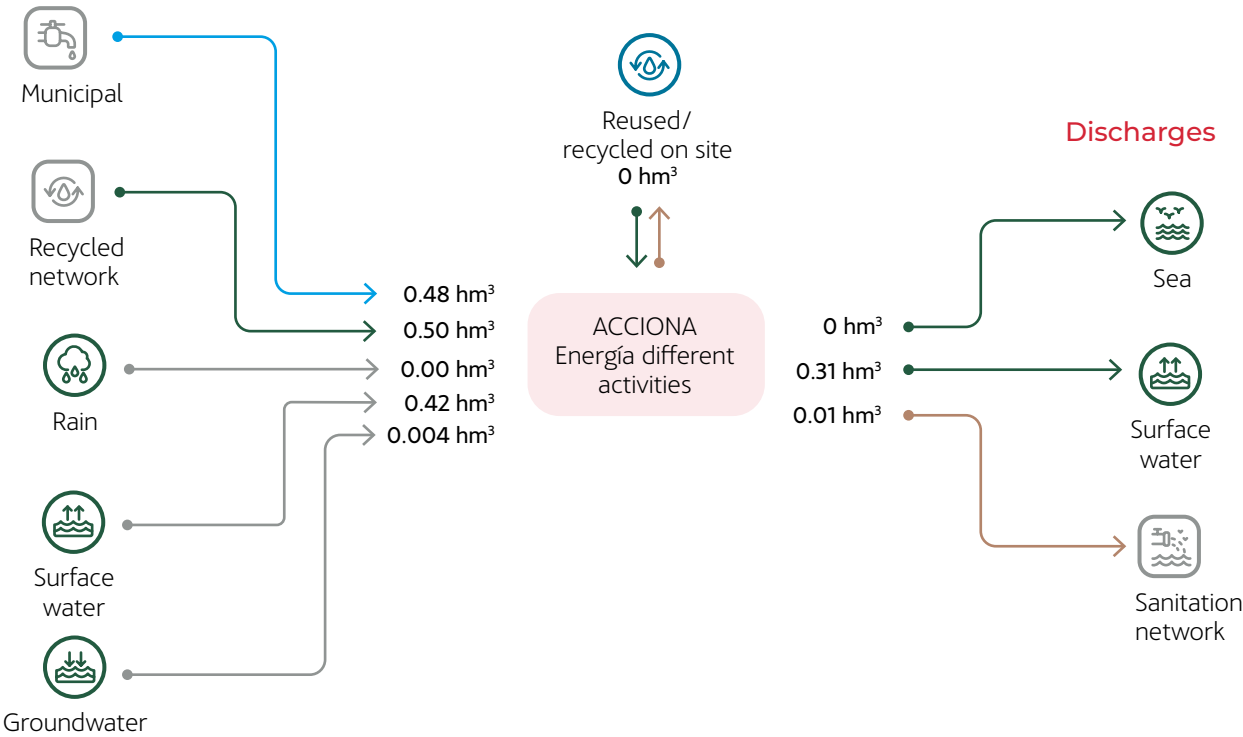 Municipal
Recycled
network
Rain
Surface
water
Groundwater
0.48 hm³
0.50 hm³
0.00 hm³
0.42 hm³
0.004 hm³
Reused/
recycled on site
0 hm³
ACCIONA
Energía different
activities
Discharges
0 hm³
0.31 hm³
0.01 hm³
Sea
Surface
water
Sanitation
network